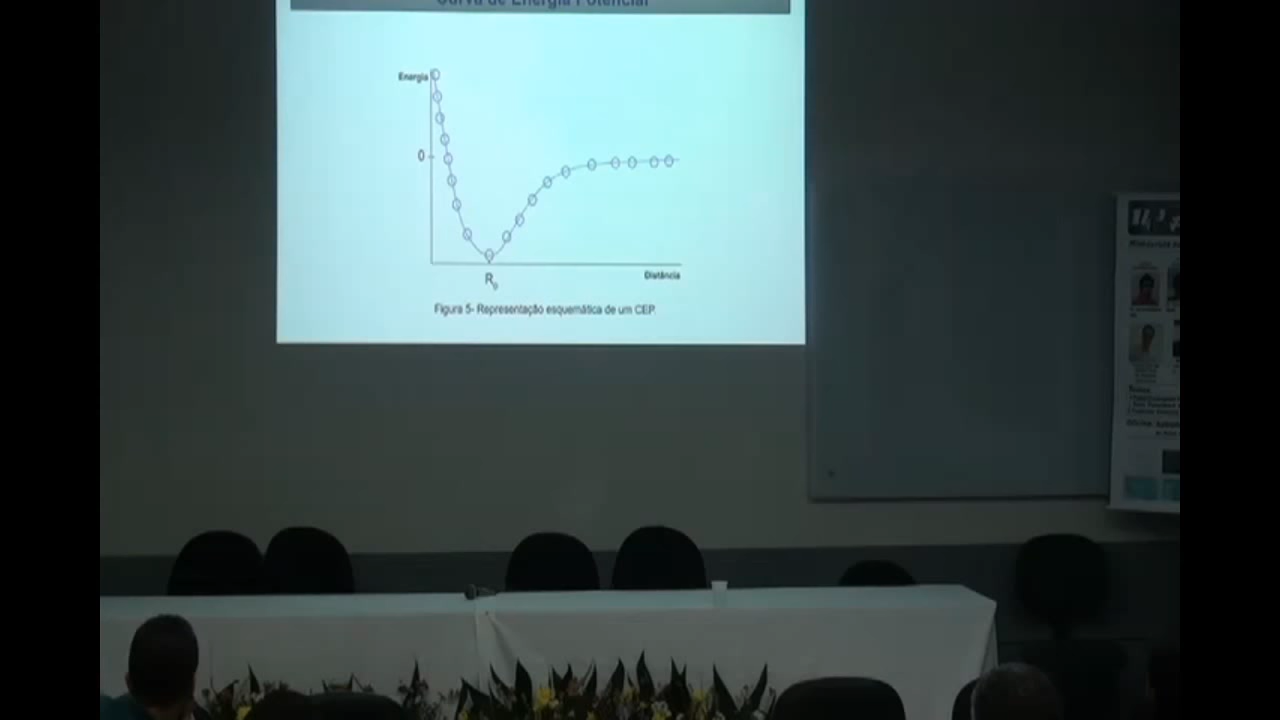 Curva de Energia Potencial
Energia
0
R₀
Distância
Figura 5- Representação esquemática de um CEP.